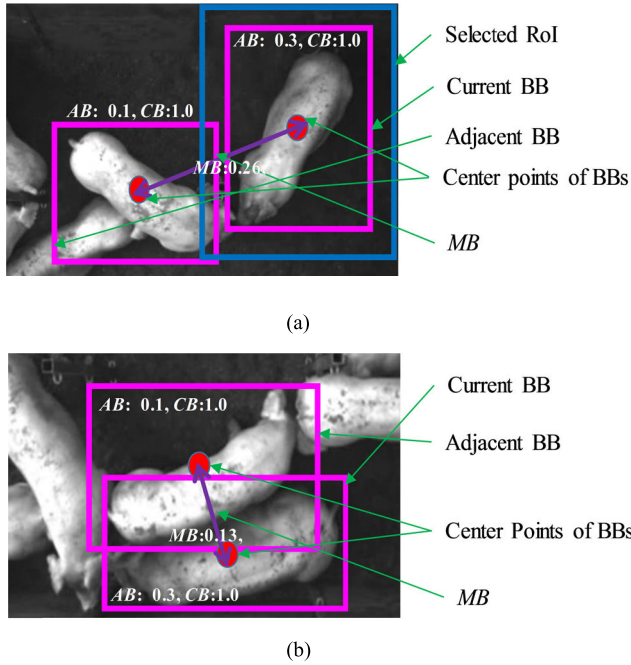 AB: 0.3, CB:1.0
Selected RoI
Current BB
AB: 0.1, CB:1.0
Adjacent BB
MB:0.26,
Center points of BBs
MB
(a)
Current BB
AB: 0.1, CB:1.0
Adjacent BB
MB:0.13,
Center Points of BBs
AB: 0.3, CB:1.0
MB
(b)